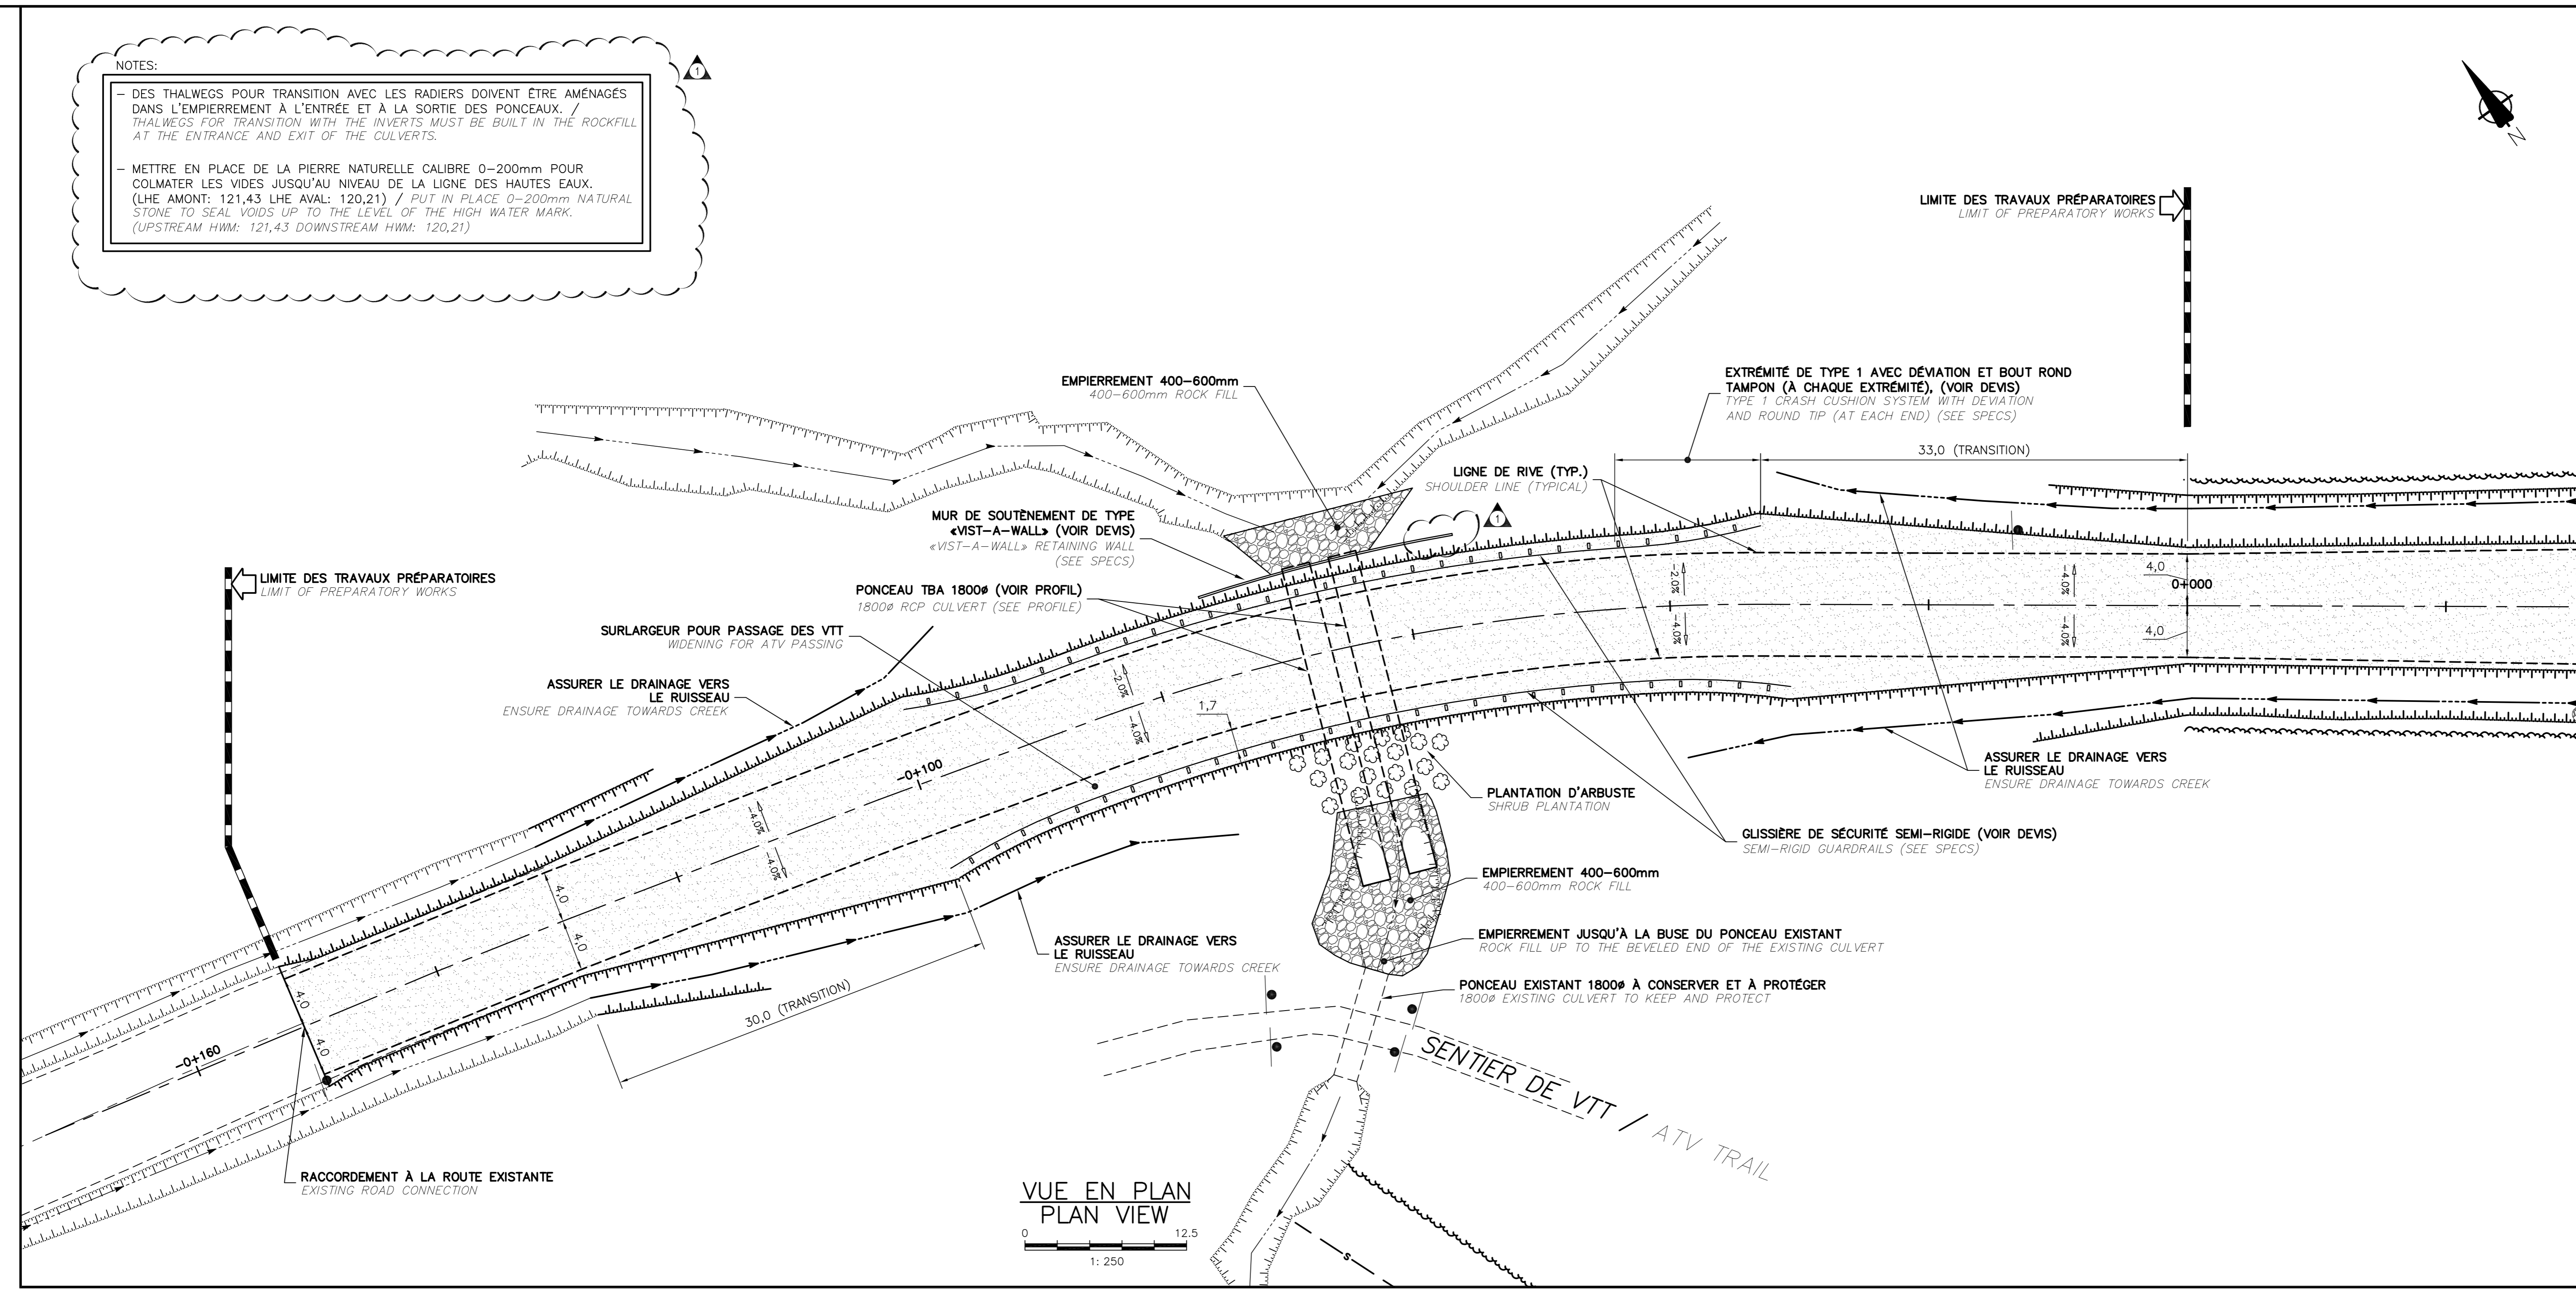 NOTES:
1
– DES THALWEGS POUR TRANSITION AVEC LES RADIERS DOIVENT ÊTRE AMÉNAGÉS
DANS L'EMPIERREMENT À L'ENTRÉE ET À LA SORTIE DES PONCEAUX. /
THALWEGS FOR TRANSITION WITH THE INVERTS MUST BE BUILT IN THE ROCKFILL
AT THE ENTRANCE AND EXIT OF THE CULVERTS.
– METTRE EN PLACE DE LA PIERRE NATURELLE CALIBRE 0–200mm POUR
COLMATER LES VIDES JUSQU'AU NIVEAU DE LA LIGNE DES HAUTES EAUX.
(LHE AMONT: 121,43 LHE AVAL: 120,21) / PUT IN PLACE 0–200mm NATURAL
STONE TO SEAL VOIDS UP TO THE LEVEL OF THE HIGH WATER MARK.
(UPSTREAM HWM: 121,43 DOWNSTREAM HWM: 120,21)
N
LIMITE DES TRAVAUX PRÉPARATOIRES
LIMIT OF PREPARATORY WORKS
EMPIERREMENT 400–600mm
400–600mm ROCK FILL
EXTRÉMITÉ DE TYPE 1 AVEC DÉVIATION ET BOUT ROND
TAMPON (À CHAQUE EXTRÉMITÉ), (VOIR DEVIS)
TYPE 1 CRASH CUSHION SYSTEM WITH DEVIATION
AND ROUND TIP (AT EACH END) (SEE SPECS)
33,0 (TRANSITION)
LIGNE DE RIVE (TYP.)
SHOULDER LINE (TYPICAL)
MUR DE SOUTÈNEMENT DE TYPE
«VIST–A–WALL» (VOIR DEVIS)
«VIST–A–WALL» RETAINING WALL
(SEE SPECS)
1
LIMITE DES TRAVAUX PRÉPARATOIRES
LIMIT OF PREPARATORY WORKS
PONCEAU TBA 1800ø (VOIR PROFIL)
1800ø RCP CULVERT (SEE PROFILE)
–2.0%
–4.0%
–4.0%
–4.0%
4,0
0+000
4,0
SURLARGEUR POUR PASSAGE DES VTT
WIDENING FOR ATV PASSING
ASSURER LE DRAINAGE VERS
LE RUISSEAU
ENSURE DRAINAGE TOWARDS CREEK
–2.0%
–4.0%
1,7
–0+100
–4.0%
–4.0%
ASSURER LE DRAINAGE VERS
LE RUISSEAU
ENSURE DRAINAGE TOWARDS CREEK
PLANTATION D'ARBUSTE
SHRUB PLANTATION
GLISSIÈRE DE SÉCURITÉ SEMI–RIGIDE (VOIR DEVIS)
SEMI–RIGID GUARDRAILS (SEE SPECS)
EMPIERREMENT 400–600mm
400–600mm ROCK FILL
4,0
4,0
EMPIERREMENT JUSQU'À LA BUSE DU PONCEAU EXISTANT
ROCK FILL UP TO THE BEVELED END OF THE EXISTING CULVERT
ASSURER LE DRAINAGE VERS
LE RUISSEAU
ENSURE DRAINAGE TOWARDS CREEK
PONCEAU EXISTANT 1800ø À CONSERVER ET À PROTÉGER
1800ø EXISTING CULVERT TO KEEP AND PROTECT
30,0 (TRANSITION)
4,0
4,0
–0+160
SENTIER DE VTT / ATV TRAIL
RACCORDEMENT À LA ROUTE EXISTANTE
EXISTING ROAD CONNECTION
VUE EN PLAN
PLAN VIEW
0 12.5
1: 250
S